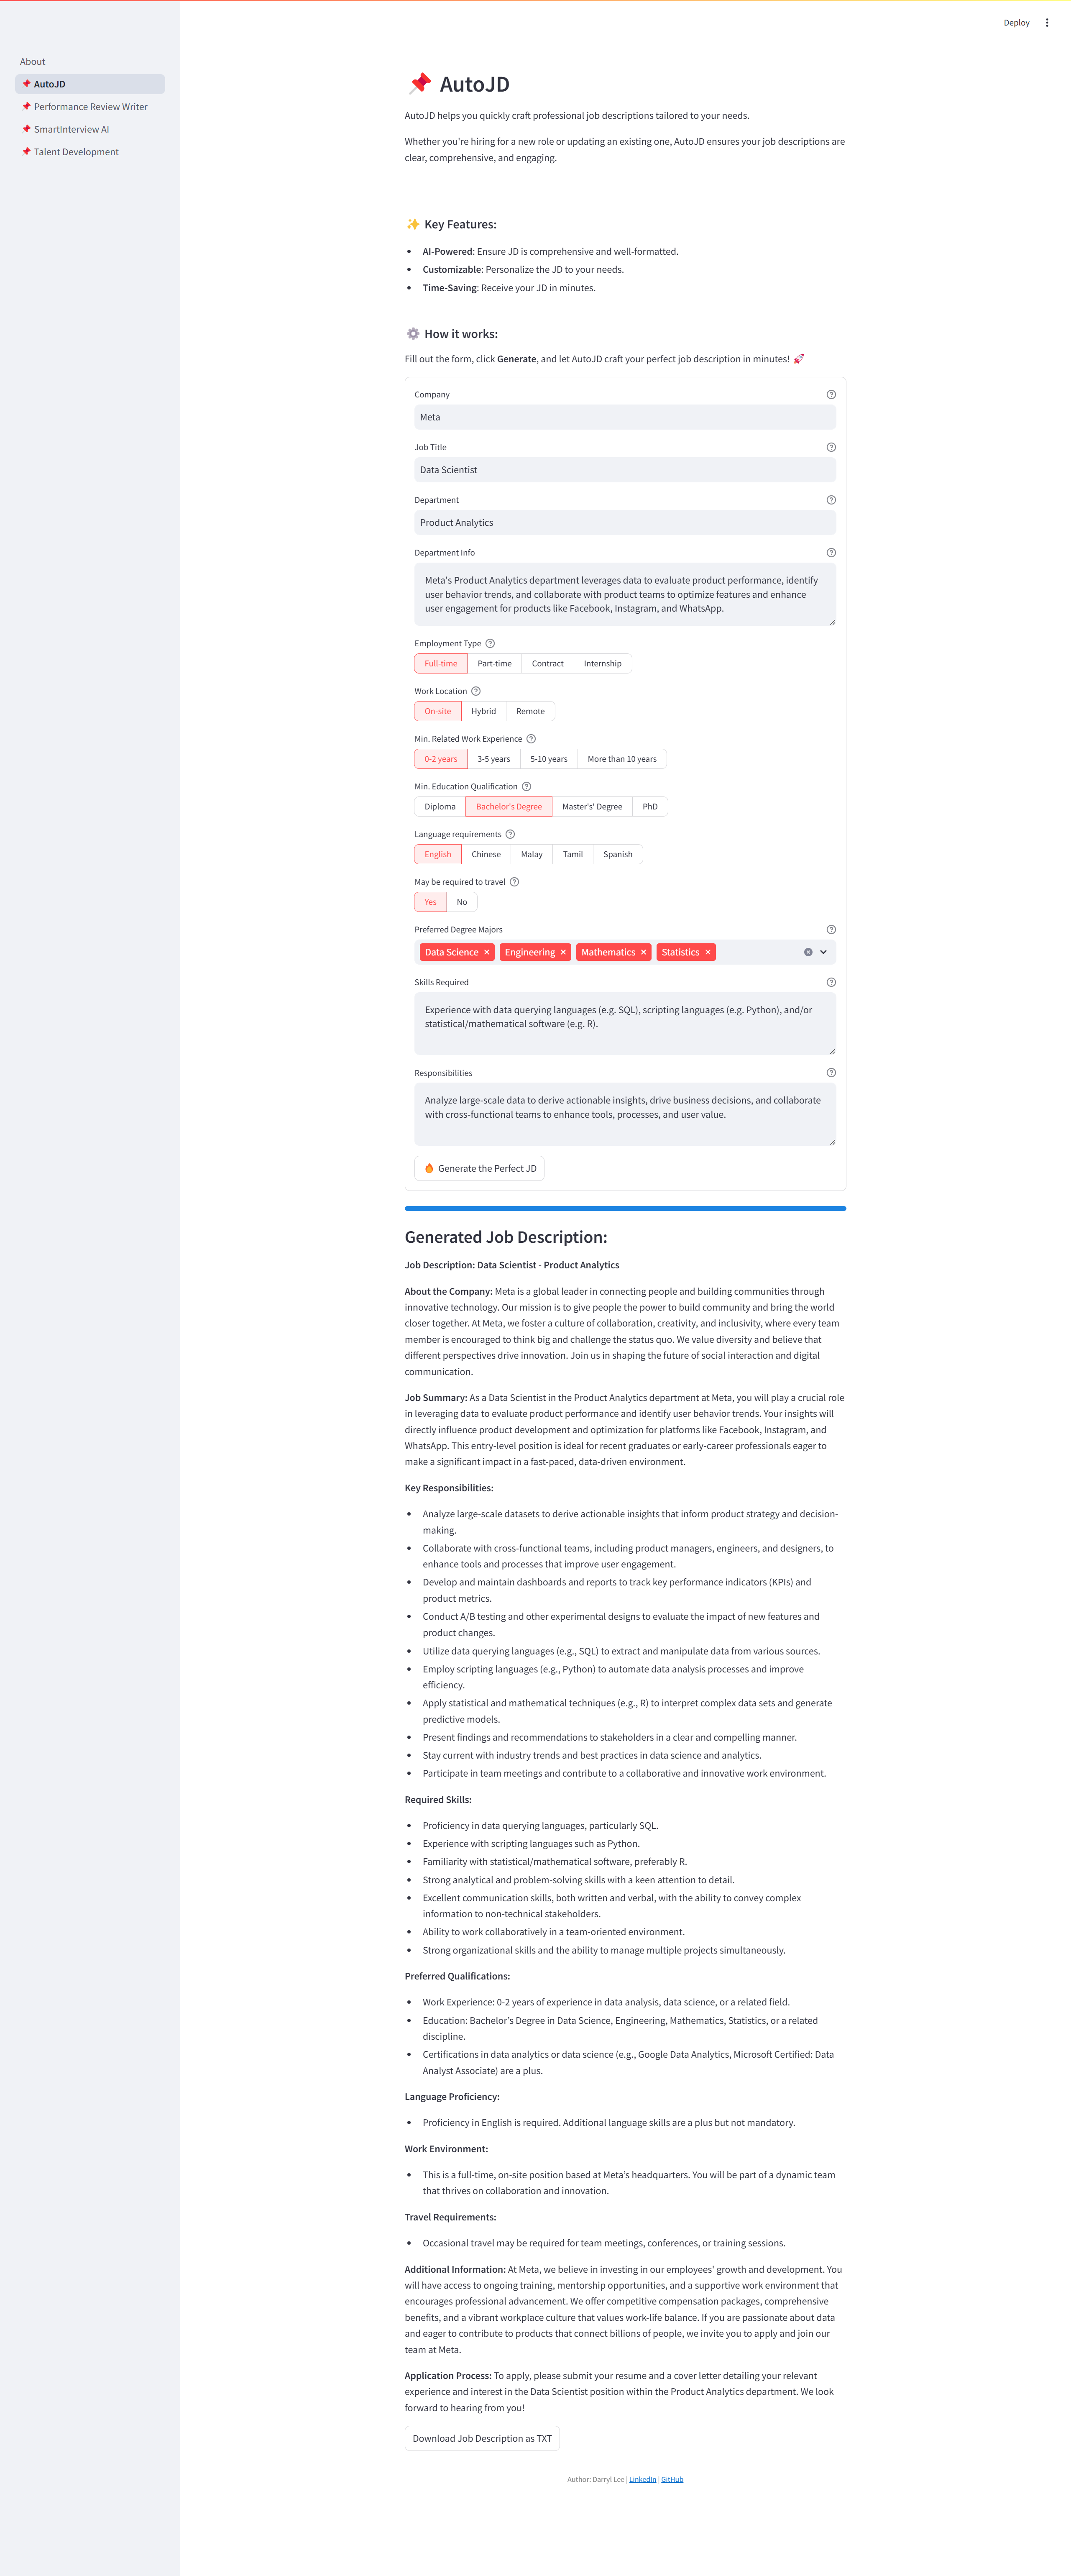 Deploy
About
AutoJD
Performance Review Writer
SmartInterview AI
Talent Development
AutoJD
AutoJD helps you quickly craft professional job descriptions tailored to your needs.
Whether you're hiring for a new role or updating an existing one, AutoJD ensures your job descriptions are
clear, comprehensive, and engaging.
Key Features:
AI-Powered: Ensure JD is comprehensive and well-formatted.
Customizable: Personalize the JD to your needs.
Time-Saving: Receive your JD in minutes.
How it works:
Fill out the form, click Generate, and let AutoJD craft your perfect job description in minutes!
Company
Meta
Job Title
Data Scientist
Department
Product Analytics
Department Info
Meta's Product Analytics department leverages data to evaluate product performance, identify
user behavior trends, and collaborate with product teams to optimize features and enhance
user engagement for products like Facebook, Instagram, and WhatsApp.
Employment Type
Full-time Part-time Contract Internship
Work Location
On-site Hybrid Remote
Min. Related Work Experience
0-2 years 3-5 years 5-10 years More than 10 years
Min. Education Qualification
Diploma Bachelor's Degree Master's' Degree PhD
Language requirements
English Chinese Malay Tamil Spanish
May be required to travel
Yes No
Preferred Degree Majors
Data Science Engineering Mathematics Statistics
Skills Required
Experience with data querying languages (e.g. SQL), scripting languages (e.g. Python), and/or
statistical/mathematical software (e.g. R).
Responsibilities
Analyze large-scale data to derive actionable insights, drive business decisions, and collaborate
with cross-functional teams to enhance tools, processes, and user value.
Generate the Perfect JD
Generated Job Description:
Job Description: Data Scientist - Product Analytics
About the Company: Meta is a global leader in connecting people and building communities through
innovative technology. Our mission is to give people the power to build community and bring the world
closer together. At Meta, we foster a culture of collaboration, creativity, and inclusivity, where every team
member is encouraged to think big and challenge the status quo. We value diversity and believe that
different perspectives drive innovation. Join us in shaping the future of social interaction and digital
communication.
Job Summary: As a Data Scientist in the Product Analytics department at Meta, you will play a crucial role
in leveraging data to evaluate product performance and identify user behavior trends. Your insights will
directly influence product development and optimization for platforms like Facebook, Instagram, and
WhatsApp. This entry-level position is ideal for recent graduates or early-career professionals eager to
make a significant impact in a fast-paced, data-driven environment.
Key Responsibilities:
Analyze large-scale datasets to derive actionable insights that inform product strategy and decision-
making.
Collaborate with cross-functional teams, including product managers, engineers, and designers, to
enhance tools and processes that improve user engagement.
Develop and maintain dashboards and reports to track key performance indicators (KPIs) and
product metrics.
Conduct A/B testing and other experimental designs to evaluate the impact of new features and
product changes.
Utilize data querying languages (e.g., SQL) to extract and manipulate data from various sources.
Employ scripting languages (e.g., Python) to automate data analysis processes and improve
efficiency.
Apply statistical and mathematical techniques (e.g., R) to interpret complex data sets and generate
predictive models.
Present findings and recommendations to stakeholders in a clear and compelling manner.
Stay current with industry trends and best practices in data science and analytics.
Participate in team meetings and contribute to a collaborative and innovative work environment.
Required Skills:
Proficiency in data querying languages, particularly SQL.
Experience with scripting languages such as Python.
Familiarity with statistical/mathematical software, preferably R.
Strong analytical and problem-solving skills with a keen attention to detail.
Excellent communication skills, both written and verbal, with the ability to convey complex
information to non-technical stakeholders.
Ability to work collaboratively in a team-oriented environment.
Strong organizational skills and the ability to manage multiple projects simultaneously.
Preferred Qualifications:
Work Experience: 0-2 years of experience in data analysis, data science, or a related field.
Education: Bachelor's Degree in Data Science, Engineering, Mathematics, Statistics, or a related
discipline.
Certifications in data analytics or data science (e.g., Google Data Analytics, Microsoft Certified: Data
Analyst Associate) are a plus.
Language Proficiency:
Proficiency in English is required. Additional language skills are a plus but not mandatory.
Work Environment:
This is a full-time, on-site position based at Meta's headquarters. You will be part of a dynamic team
that thrives on collaboration and innovation.
Travel Requirements:
Occasional travel may be required for team meetings, conferences, or training sessions.
Additional Information: At Meta, we believe in investing in our employees' growth and development. You
will have access to ongoing training, mentorship opportunities, and a supportive work environment that
encourages professional advancement. We offer competitive compensation packages, comprehensive
benefits, and a vibrant workplace culture that values work-life balance. If you are passionate about data
and eager to contribute to products that connect billions of people, we invite you to apply and join our
team at Meta.
Application Process: To apply, please submit your resume and a cover letter detailing your relevant
experience and interest in the Data Scientist position within the Product Analytics department. We look
forward to hearing from you!
Download Job Description as TXT
Author: Darryl Lee | LinkedIn | GitHub